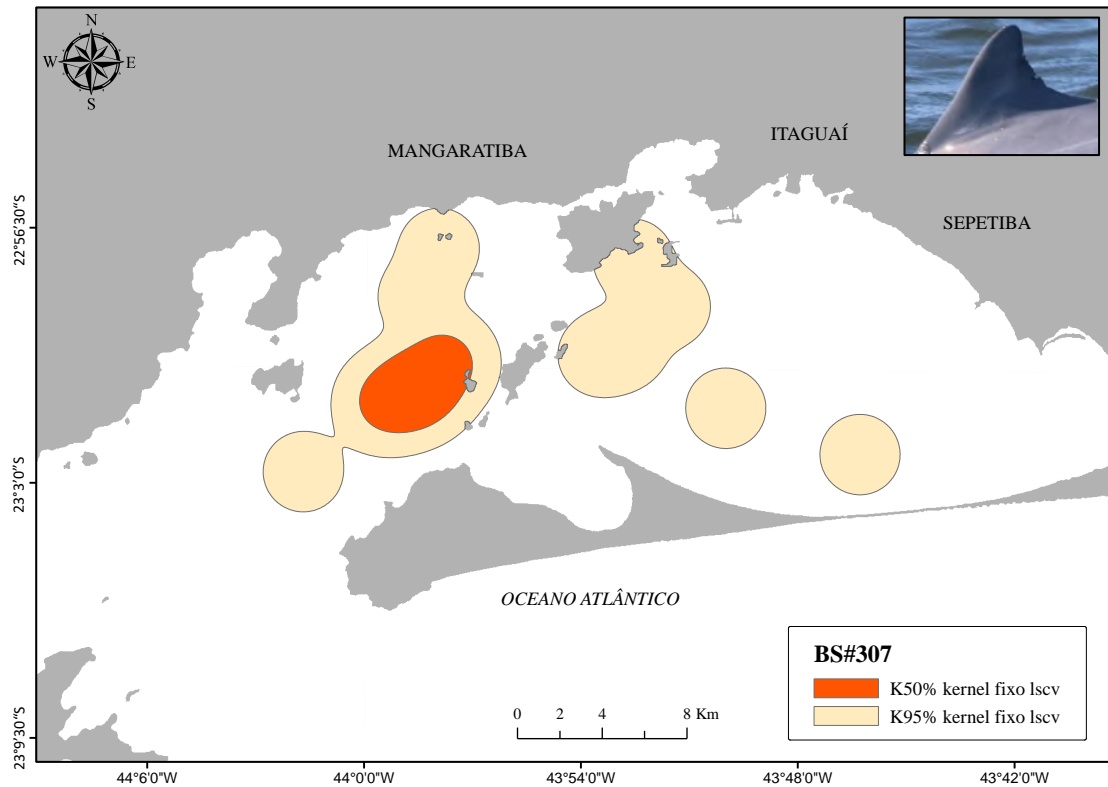 N
W E
S
MANGARATIBA
ITAGUAÍ
SEPETIBA
22°56'30"S
23°3'0"S
23°9'30"S
OCEANO ATLÂNTICO
BS#307
K50% kernel fixo lscv
K95% kernel fixo lscv
0 2 4 8 Km
44°6'0"W 44°0'0"W 43°54'0"W 43°48'0"W 43°42'0"W